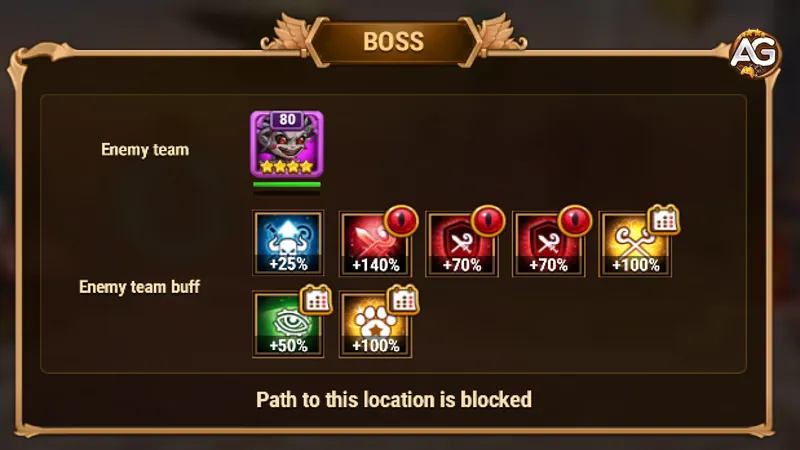 BOSS
AG
Enemy team
80
Enemy team buff
+25% +140% +70% +70% +100%
+50% +100%
Path to this location is blocked